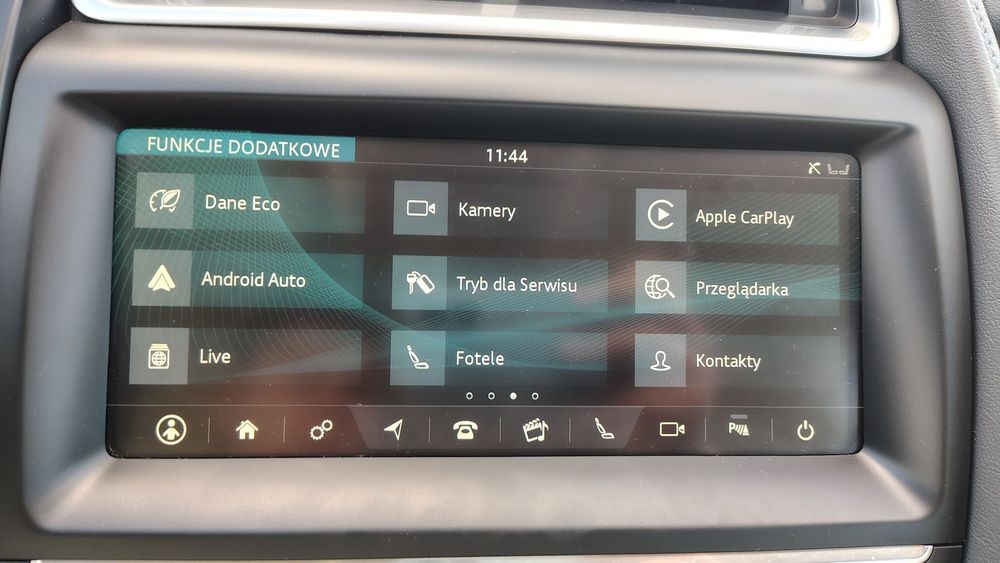 FUNKCJE DODATKOWE
11:44
Dane Eco
Kamery
Apple CarPlay
Android Auto
Tryb dla Serwisu
Przeglądarka
Live
Fotele
Kontakty
P